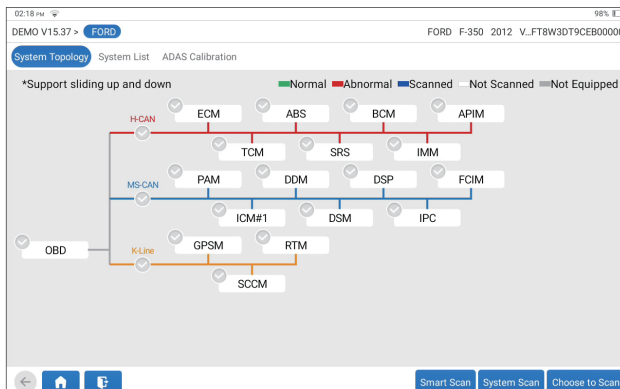 02:18 PM 98%
DEMO V15.37 > FORD FORD F-350 2012 V...FT8W3DT9CEB00000
System Topology System List ADAS Calibration
*Support sliding up and down Normal Abnormal Scanned Not Scanned Not Equipped
ECM ABS BCM APIM
H-CAN
TCM SRS IMM
PAM DDM DSP FCIM
MS-CAN
ICM#1 DSM IPC
GPSM RTM
OBD K-Line
SCCM
Smart Scan System Scan Choose to Scan